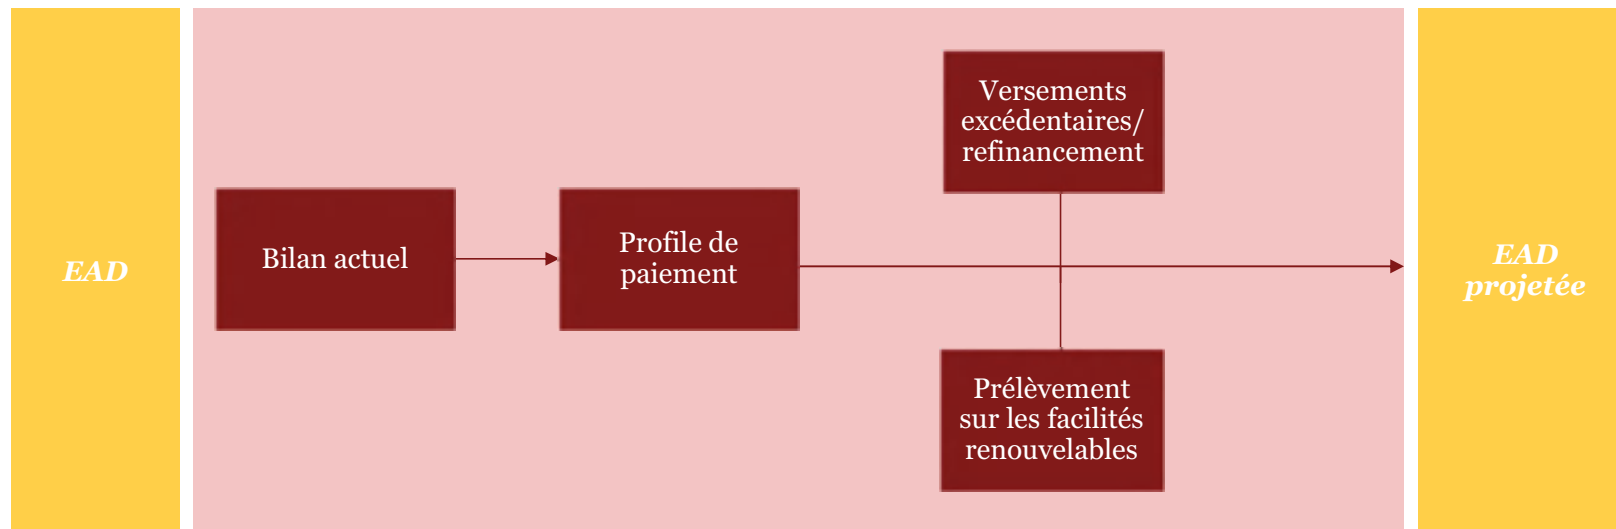 EAD
Bilan actuel
Profile de
paiement
Versements
excédentaires/
refinancement
Prélèvement
sur les facilités
renouvelables
EAD
projetée